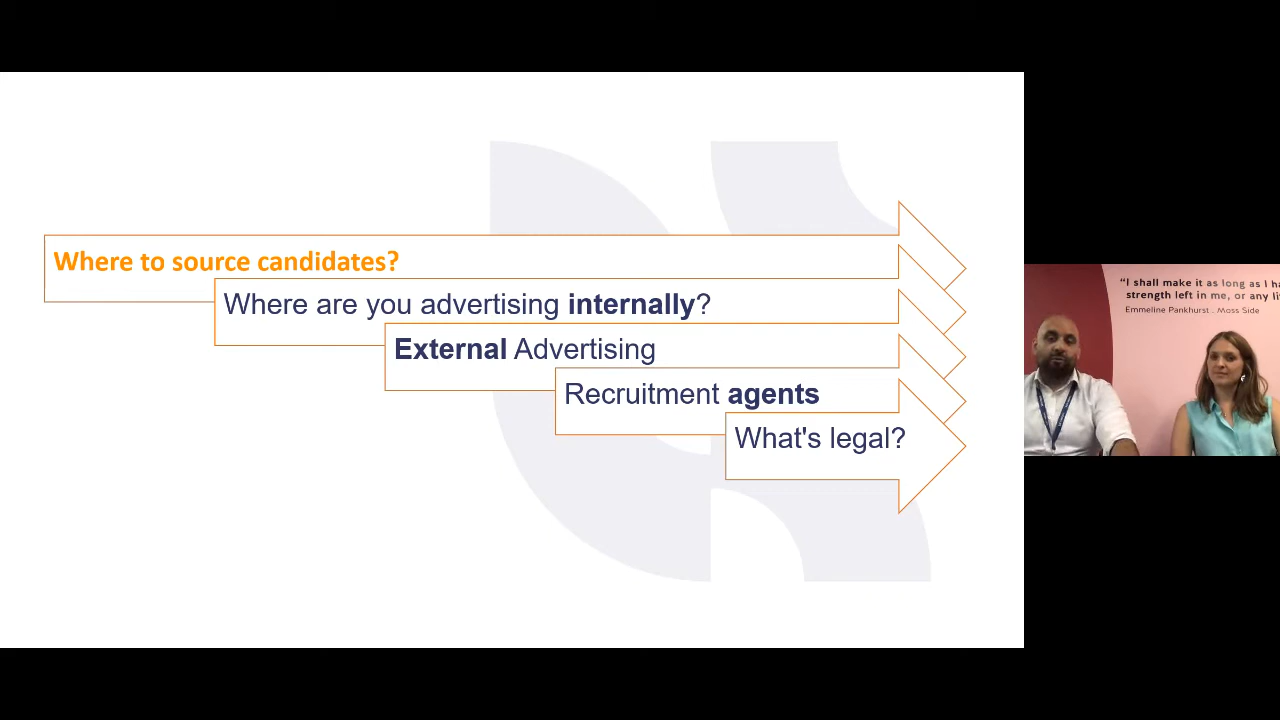 Where to source candidates?
Where are you advertising internally?
External Advertising
Recruitment agents
What's legal?
“I shall make it as long as I ha
strength left in me, or any li
Emmeline Pankhurst . Moss Side